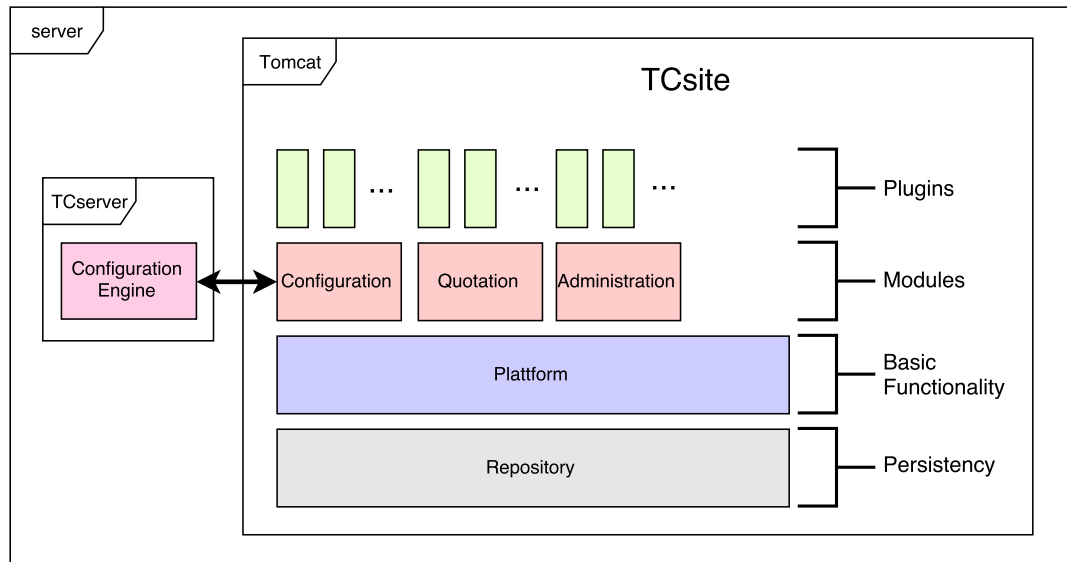 server
Tomcat
TCsite
...
...
...
Plugins
TCserver
Configuration
Engine
Configuration
Quotation
Administration
Modules
Plattform
Basic
Functionality
Repository
Persistency